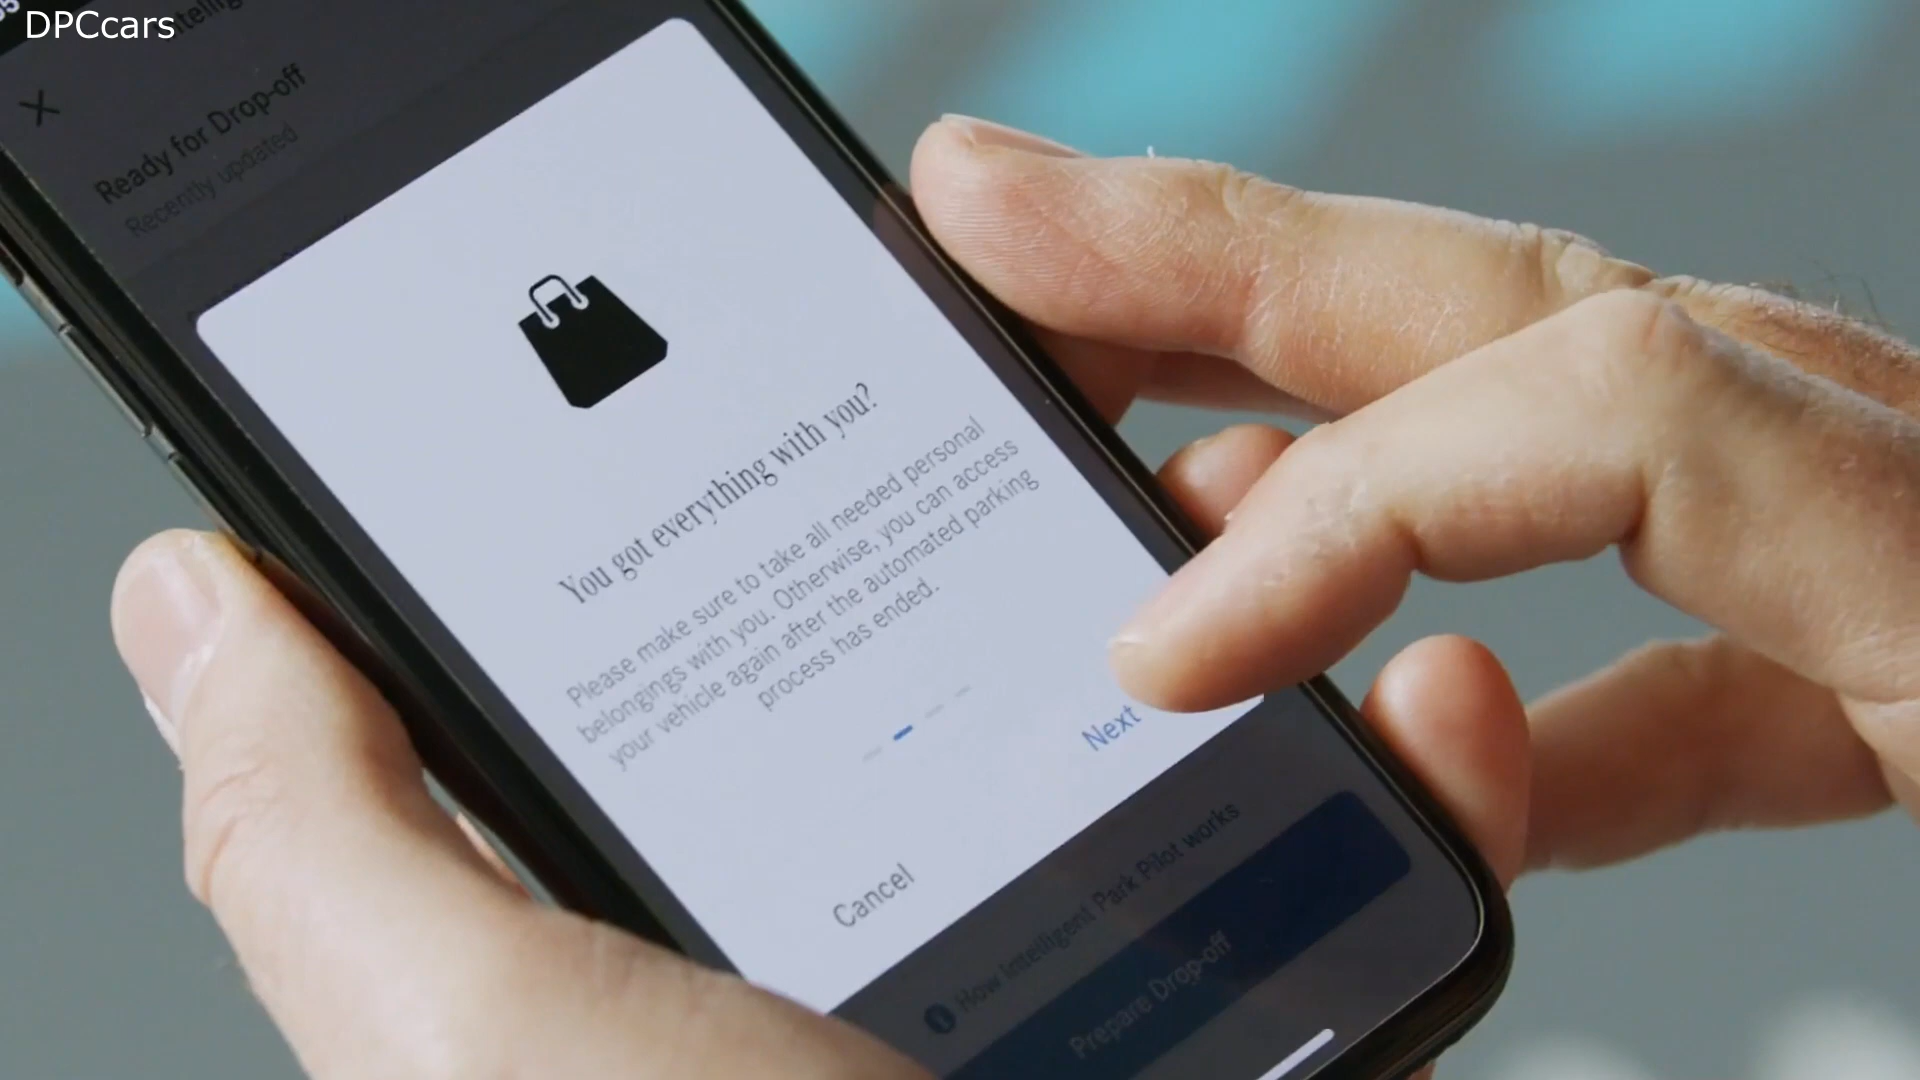 DPCcars
Ready for Drop-off
Recently updated
You got everything with you?
Please make sure to take all needed personal
belongings with you. Otherwise, you can access
your vehicle again after the automated parking
process has ended.
Next
Cancel
How Intelligent Park Pilot works
Prepare Drop-off